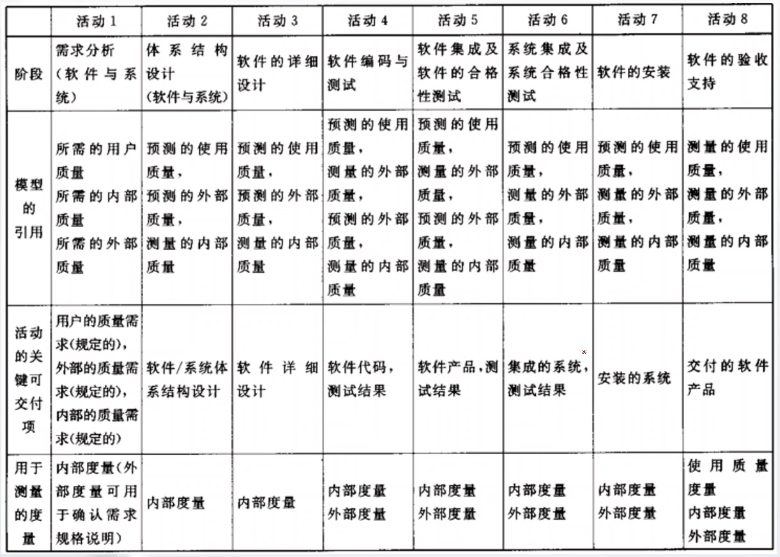 活动1 活动2 活动3 活动4 活动5 活动6 活动7 活动8
阶段
需求分析
(软件与系
统)
体系结构
设计
(软件与系统)
软件的详细
设计
软件编码与
测试
软件集成及
软件的合格
性测试
系统集成及
系统合格性
测试
软件的安装
软件的验收
支持
模型
的
引用
所需的用户
质量
所需的内部
质量
所需的外部
质量
预测的使用
质量,
预测的外部
质量,
测量的内部
质量
预测的使用
质量,
预测的外部
质量,
测量的内部
质量
预测的使用
质量,
测量的外部
质量,
预测的外部
质量,
测量的内部
质量
预测的使用
质量,
测量的外部
质量,
预测的外部
质量,
测量的内部
质量
预测的使用
质量,
测量的外部
质量,
测量的内部
质量
预测的使用
质量,
测量的外部
质量,
测量的内部
质量
测量的使用
质量,
测量的外部
质量,
测量的内部
质量
活动
的关
键可
交付
项
用户的质量需
求(规定的),
外部的质量需
求(规定的),
内部的质量需
求(规定的)
软件/系统体
系结构设计
软件详细
设计
软件代码,
测试结果
软件产品,测
试结果
集成的系统,
测试结果
安装的系统
交付的软件
产品
用于
测量
的度
量
内部度量(外
部度量可用
于确认需求
规格说明)
内部度量
内部度量
内部度量
外部度量
内部度量
外部度量
内部度量
外部度量
内部度量
外部度量
使用质量
度量
内部度量
外部度量